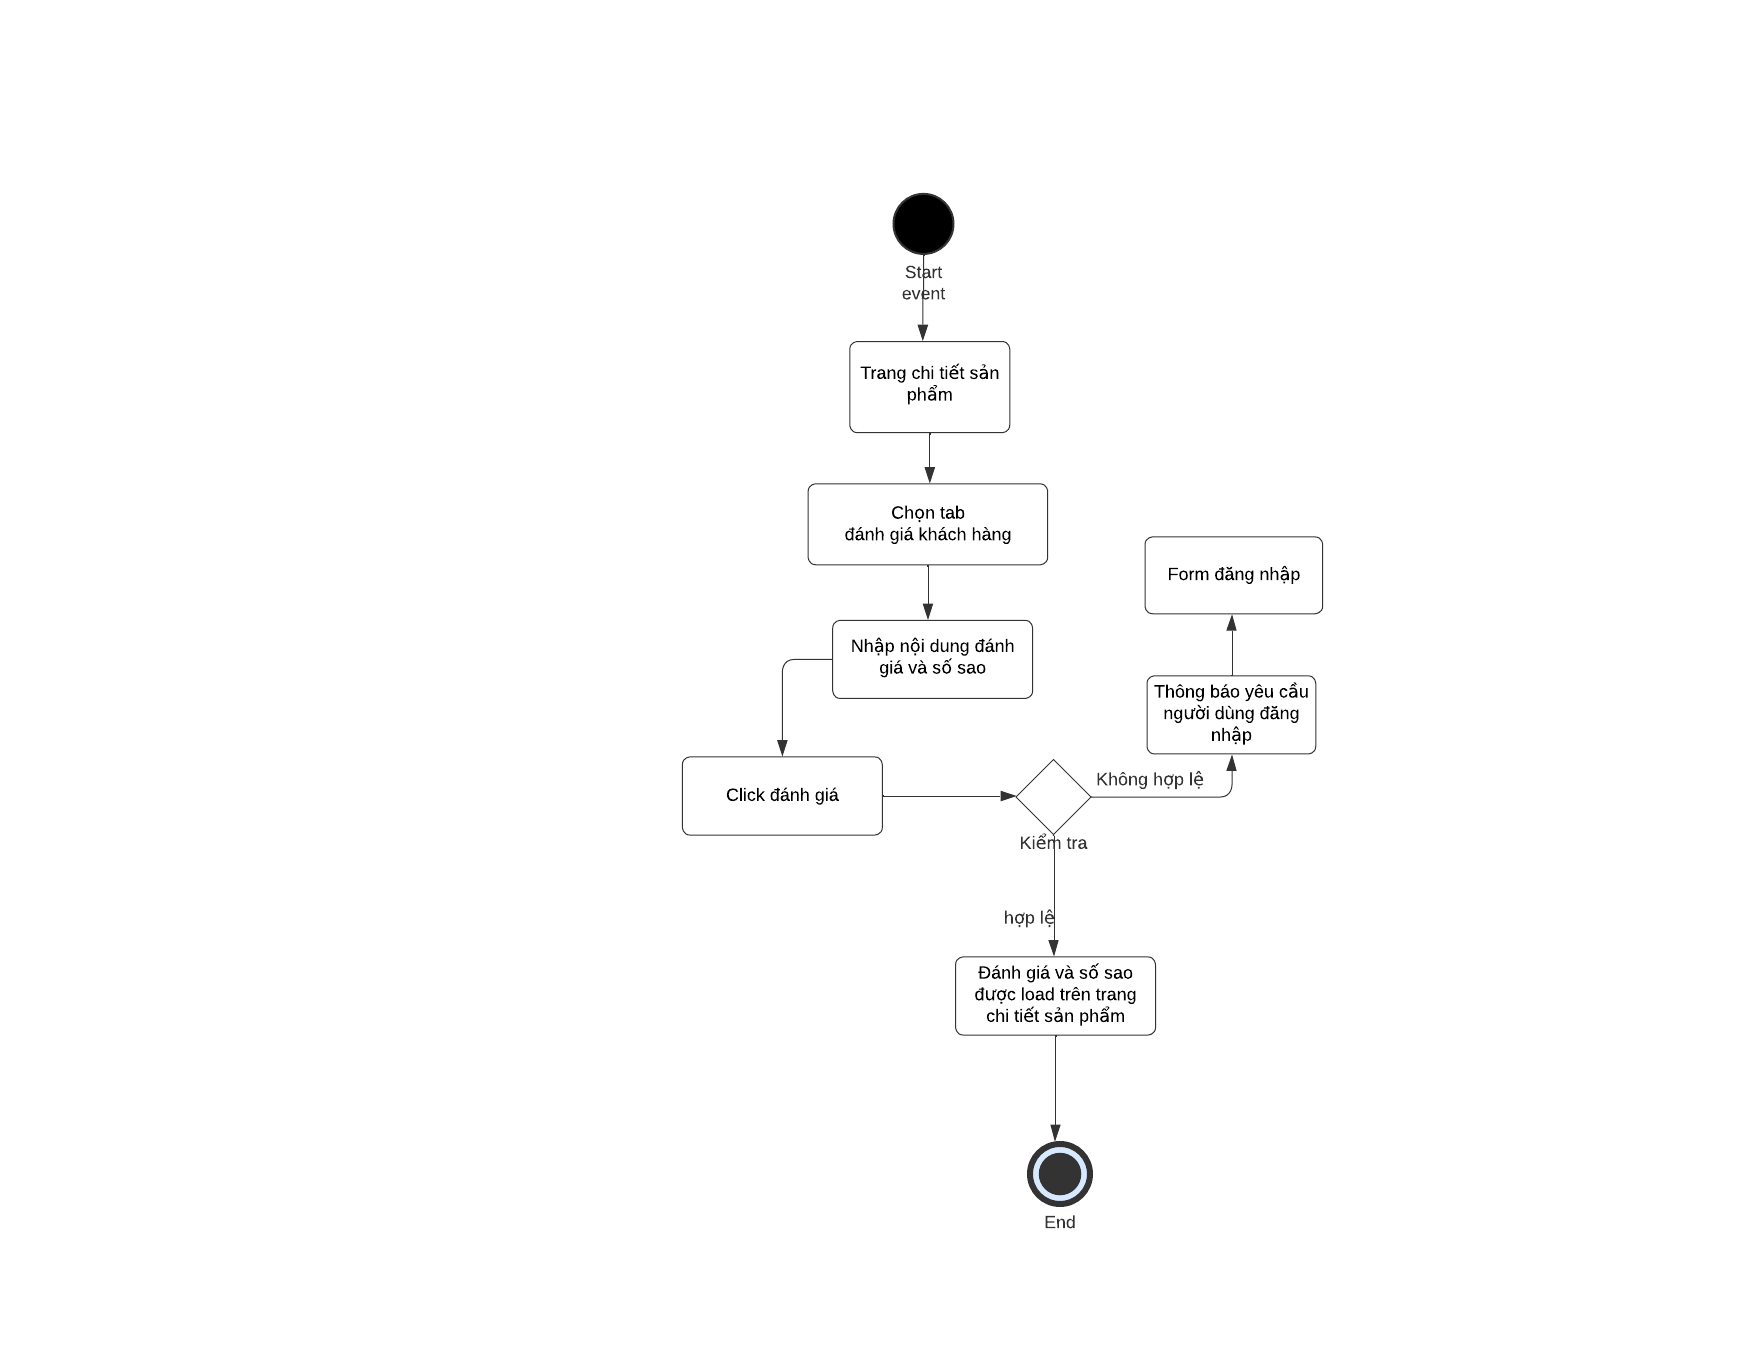 Start
event
Trang chi tiết sản
phẩm
Chọn tab
đánh giá khách hàng
Form đăng nhập
Nhập nội dung đánh
giá và số sao
Thông báo yêu cầu
người dùng đăng
nhập
Click đánh giá
Không hợp lệ
Kiểm tra
hợp lệ
Đánh giá và số sao
được load trên trang
chi tiết sản phẩm
End